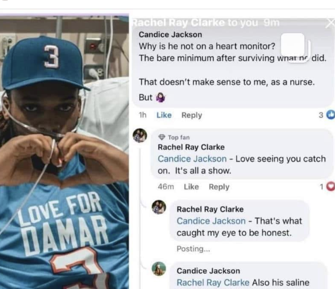 Rachel Ray Clarke to you 9m
3
LOVE FOR
DAMAR
3
Candice Jackson
Why is he not on a heart monitor?
The bare minimum after surviving what he did.
That doesn't make sense to me, as a nurse.
But
1h Like Reply 3
Top fan
Rachel Ray Clarke
Candice Jackson - Love seeing you catch
on. It's all a show.
46m Like Reply 1
Rachel Ray Clarke
Candice Jackson - That's what
caught my eye to be honest.
Posting...
Candice Jackson
Rachel Ray Clarke Also his saline